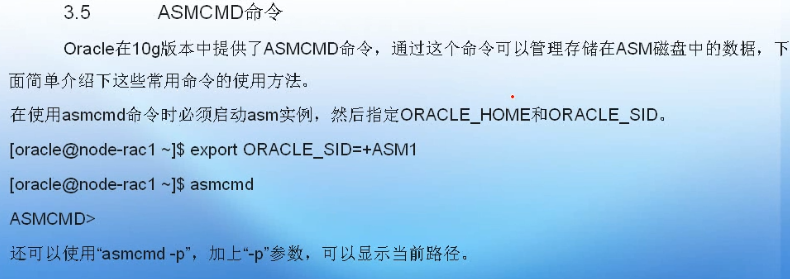 3.5 ASMCMD命令
Oracle在10g版本中提供了ASMCMD命令，通过这个命令可以管理存储在ASM磁盘中的数据，下
面简单介绍下这些常用命令的使用方法。
在使用asmcmd命令时必须启动asm实例，然后指定ORACLE_HOME和ORACLE_SID。
[oracle@node-rac1 ~]$ export ORACLE_SID=+ASM1
[oracle@node-rac1 ~]$ asmcmd
ASMCMD>
还可以使用“asmcmd -p”，加上“-p”参数，可以显示当前路径。